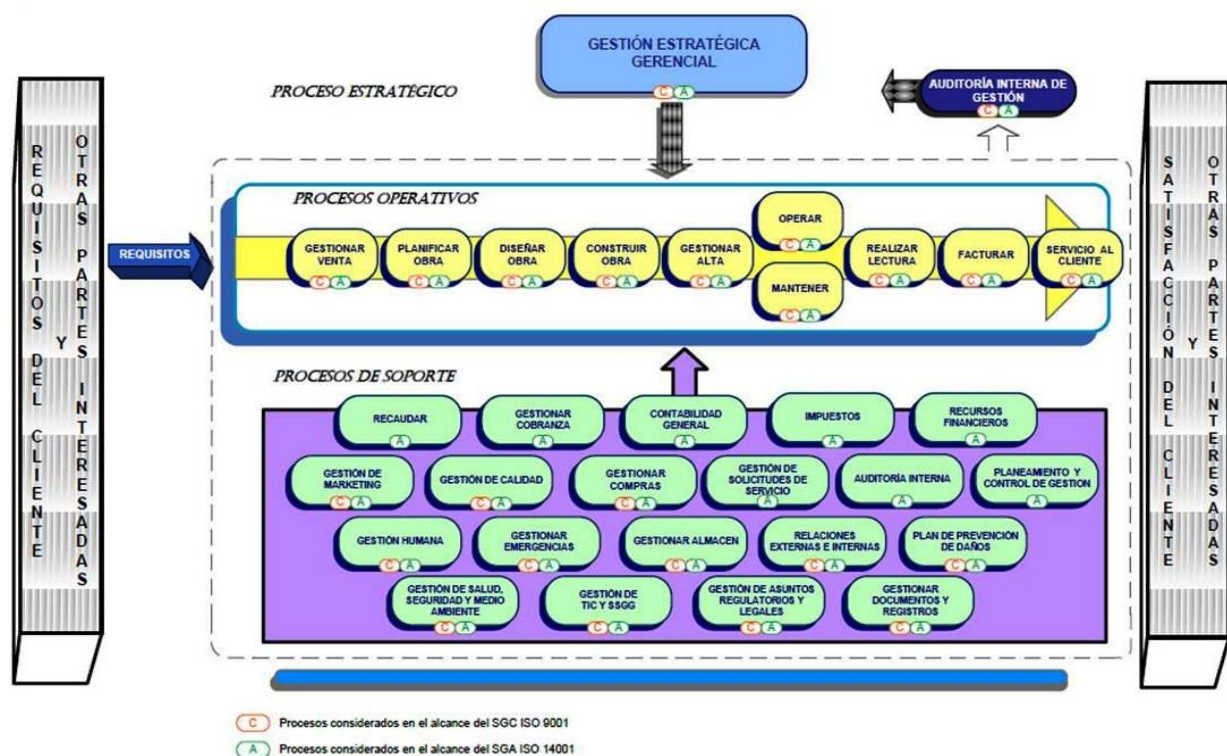 GESTIÓN ESTRATÉGICA
GERENCIAL
C A
PROCESO ESTRATÉGICO
AUDITORÍA INTERNA DE
GESTIÓN
C A
REQUISITOS DEL CLIENTE
Y
OTRAS PARTES INTERESADAS
REQUISITOS
PROCESOS OPERATIVOS
GESTIONAR
VENTA
C A
PLANIFICAR
OBRA
C A
DISEÑAR
OBRA
C A
CONSTRUIR
OBRA
C A
GESTIONAR
ALTA
C A
OPERAR
C A
MANTENER
C A
REALIZAR
LECTURA
C A
FACTURAR
C A
SERVICIO AL
CLIENTE
C A
SATISFACCIÓN DEL CLIENTE
Y
OTRAS PARTES INTERESADAS
PROCESOS DE SOPORTE
RECAUDAR
A
GESTIONAR
COBRANZA
A
CONTABILIDAD
GENERAL
A
IMPUESTOS
A
RECURSOS
FINANCIEROS
A
GESTIÓN DE
MARKETING
C A
GESTIÓN DE CALIDAD
C A
GESTIONAR
COMPRAS
C A
GESTIÓN DE
SOLICITUDES DE
SERVICIO
A
AUDITORÍA INTERNA
A
PLANEAMIENTO Y
CONTROL DE GESTION
A
GESTIÓN HUMANA
C A
GESTIONAR
EMERGENCIAS
C A
GESTIONAR ALMACEN
C A
RELACIONES
EXTERNAS E INTERNAS
C A
PLAN DE PREVENCIÓN
DE DAÑOS
C A
GESTIÓN DE SALUD,
SEGURIDAD Y MEDIO
AMBIENTE
C A
GESTIÓN DE
TIC Y SSGG
C A
GESTIÓN DE ASUNTOS
REGULATORIOS Y
LEGALES
C A
GESTIONAR
DOCUMENTOS Y
REGISTROS
C A
C Procesos considerados en el alcance del SGC ISO 9001
A Procesos considerados en el alcance del SGA ISO 14001